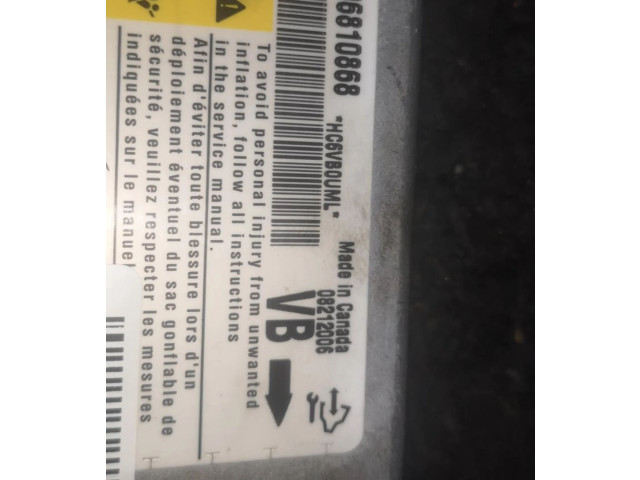 6810868
*HC6VB0UML*
Made in Canada
08212006
VB
To avoid personal injury from unwanted
inflation, follow all instructions
in the service manual.
Afin d'éviter toute blessure lors d'un
déploiement éventuel du sac gonflable de
sécurité, veuillez respecter les mesures
indiquées sur le manuel